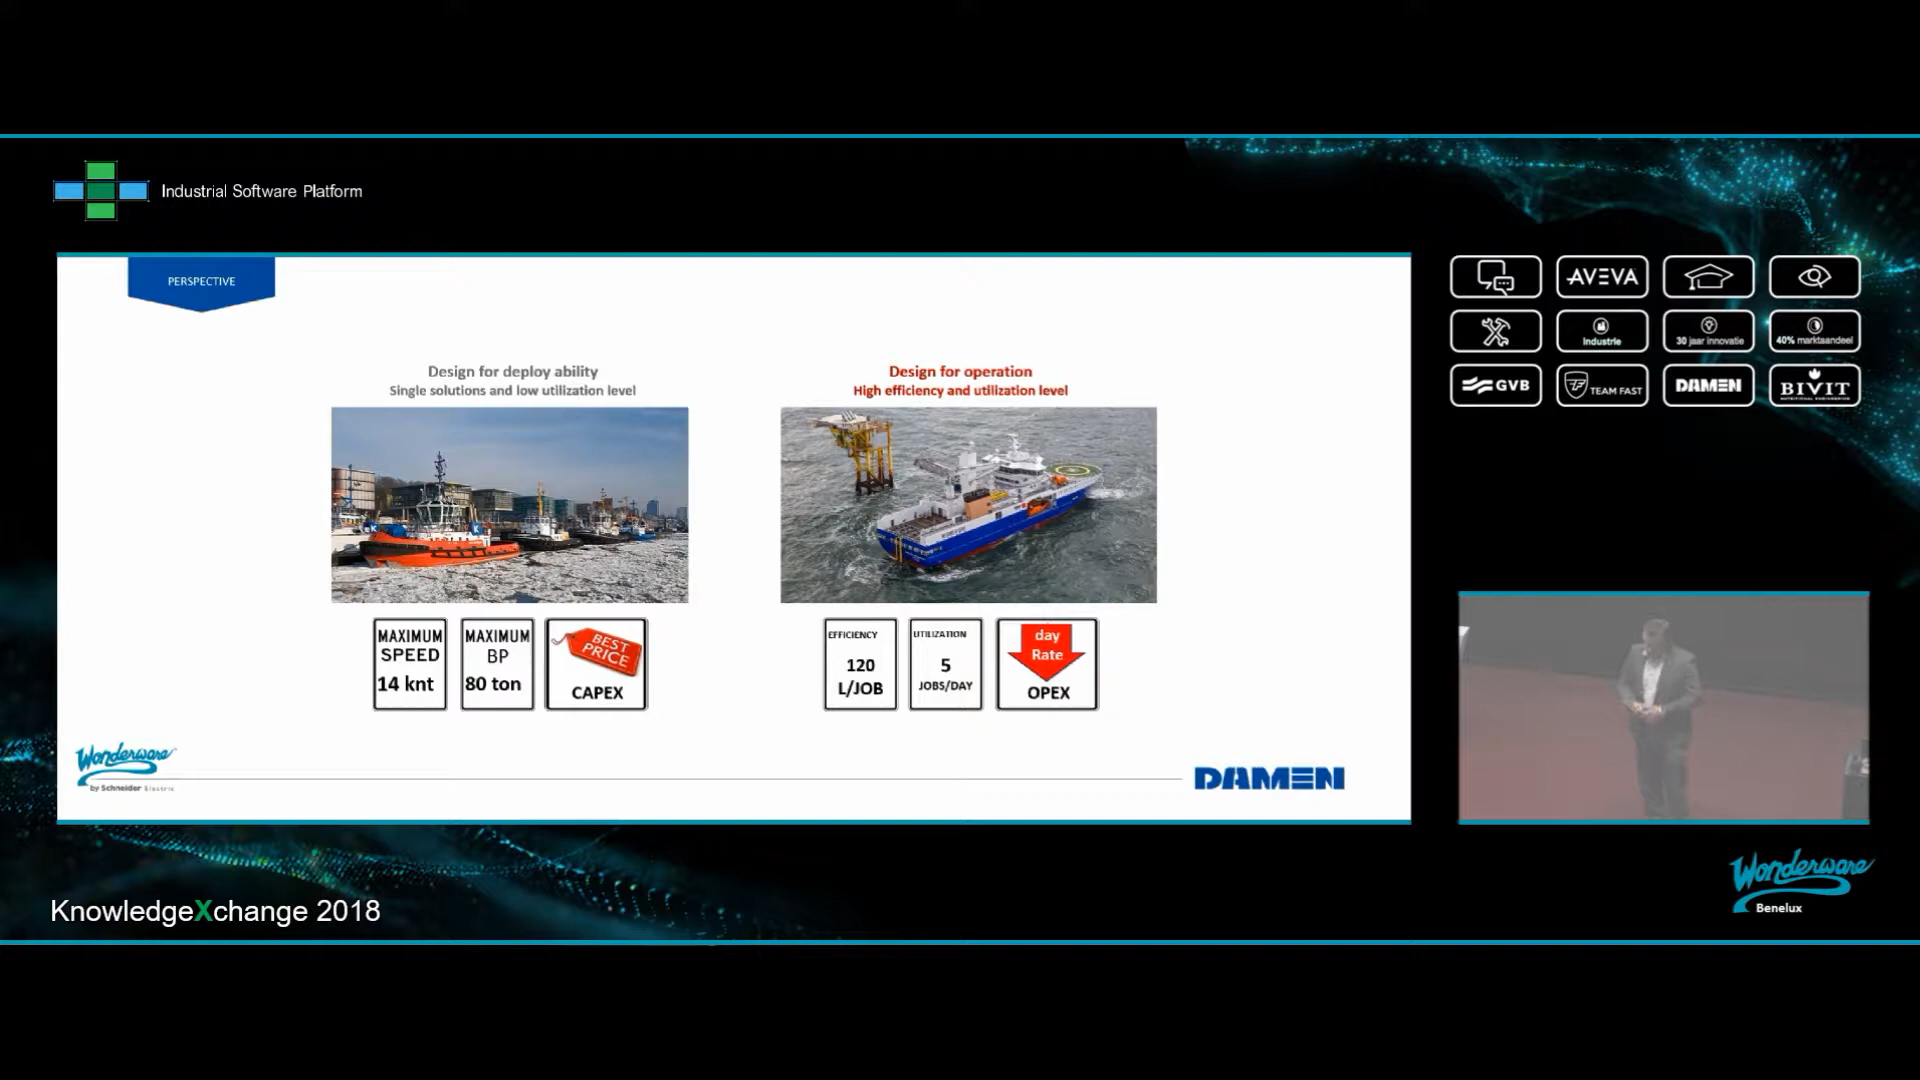 Industrial Software Platform
PERSPECTIVE
Design for deploy ability
Single solutions and low utilization level
MAXIMUM
SPEED
14 knt
MAXIMUM
BP
80 ton
BEST
PRICE
CAPEX
Design for operation
High efficiency and utilization level
EFFICIENCY
120
L/JOB
UTILIZATION
5
JOBS/DAY
day
Rate
OPEX
Wonderware
by Schneider Electric
DAMEN
AVEVA
Industrie
30 jaar innovatie
40% marktaandeel
GVB
TEAM FAST
DAMEN
BIVIT
KnowledgeXchange 2018
Wonderware
Benelux